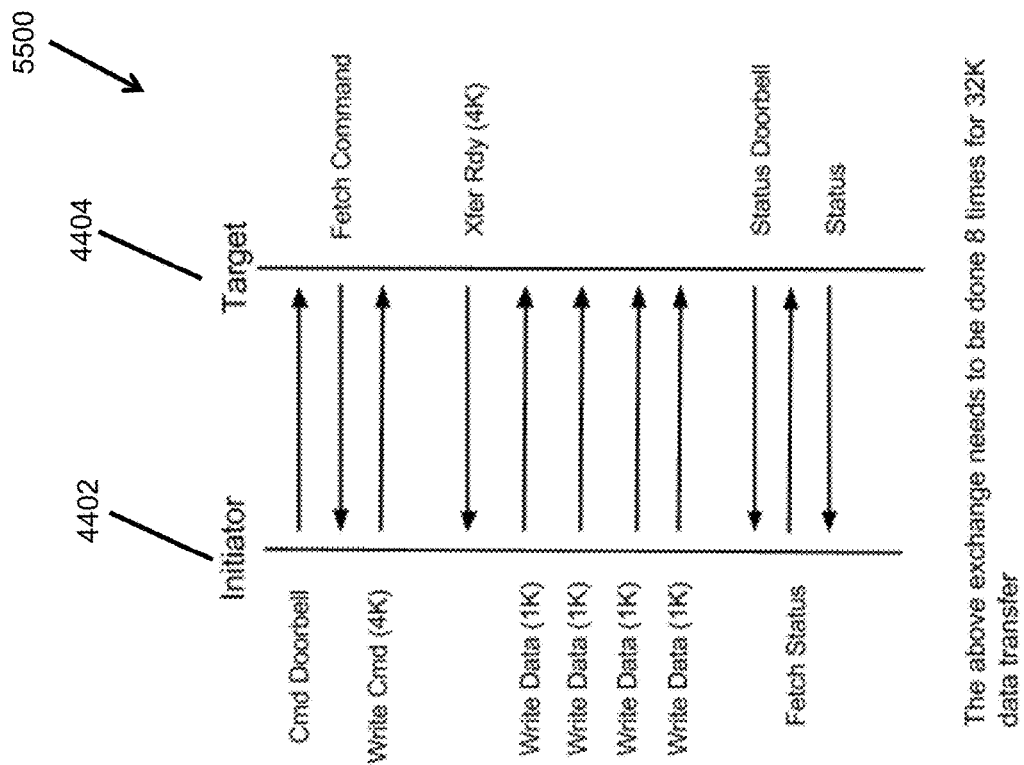 5500
4402
4404
Initiator
Target
Cmd Doorbell
Fetch Command
Write Cmd (4K)
Xfer Rdy (4K)
Write Data (1K)
Write Data (1K)
Write Data (1K)
Write Data (1K)
Status Doorbell
Fetch Status
Status
The above exchange needs to be done 8 times for 32K
data transfer